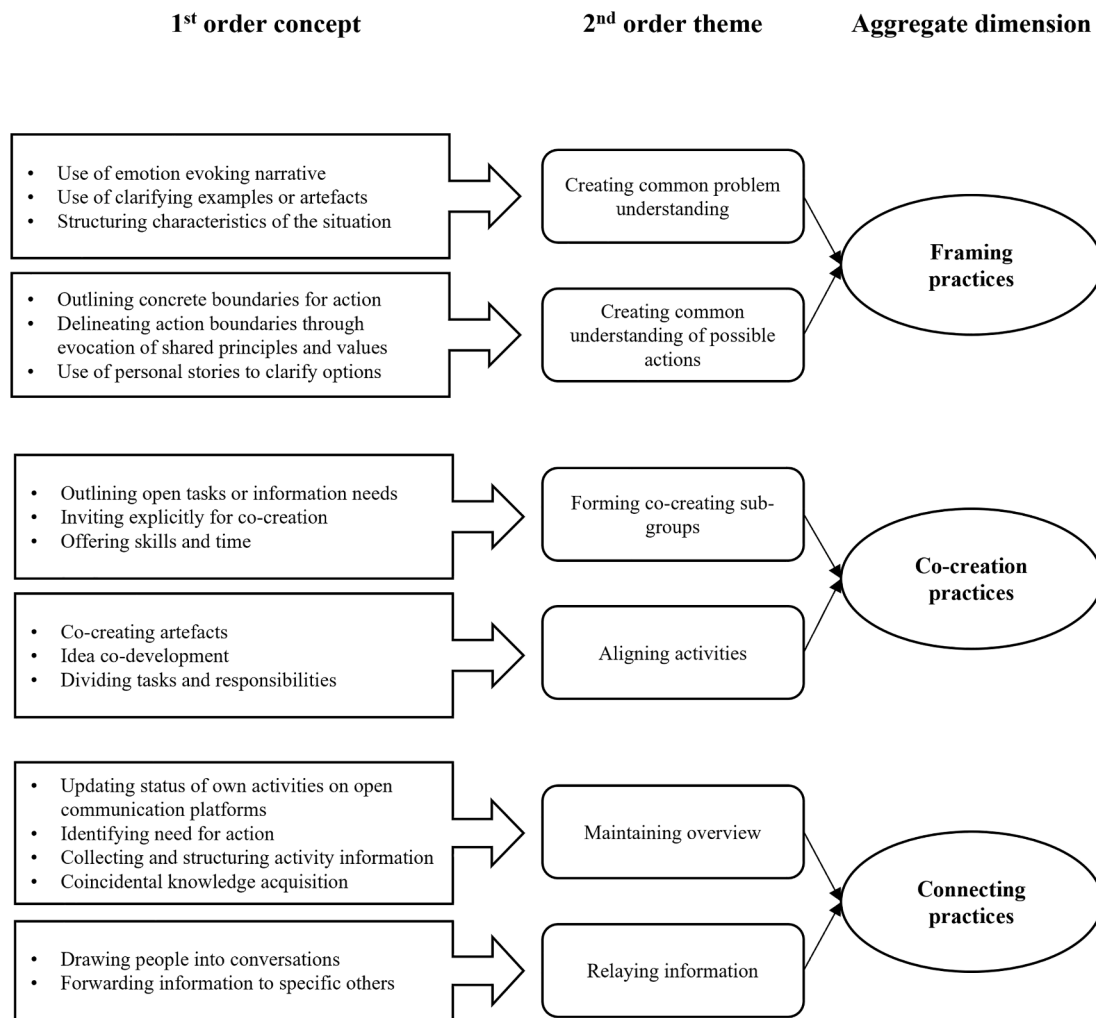 1st order concept
2nd order theme
Aggregate dimension
• Use of emotion evoking narrative
• Use of clarifying examples or artefacts
• Structuring characteristics of the situation
Creating common problem
understanding
Framing
practices
• Outlining concrete boundaries for action
• Delineating action boundaries through
evocation of shared principles and values
• Use of personal stories to clarify options
Creating common
understanding of possible
actions
• Outlining open tasks or information needs
• Inviting explicitly for co-creation
• Offering skills and time
Forming co-creating sub-
groups
Co-creation
practices
• Co-creating artefacts
• Idea co-development
• Dividing tasks and responsibilities
Aligning activities
• Updating status of own activities on open
communication platforms
• Identifying need for action
• Collecting and structuring activity information
• Coincidental knowledge acquisition
Maintaining overview
Connecting
practices
• Drawing people into conversations
• Forwarding information to specific others
Relaying information